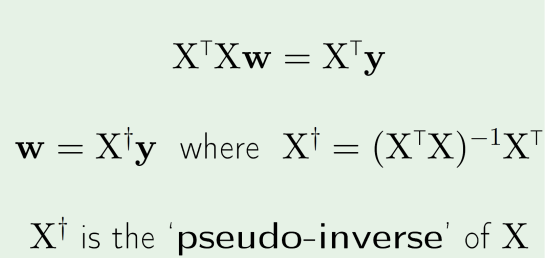 XᵀXw = Xᵀy
w = X†y where X† = (XᵀX)⁻¹Xᵀ
X† is the ‘pseudo-inverse’ of X